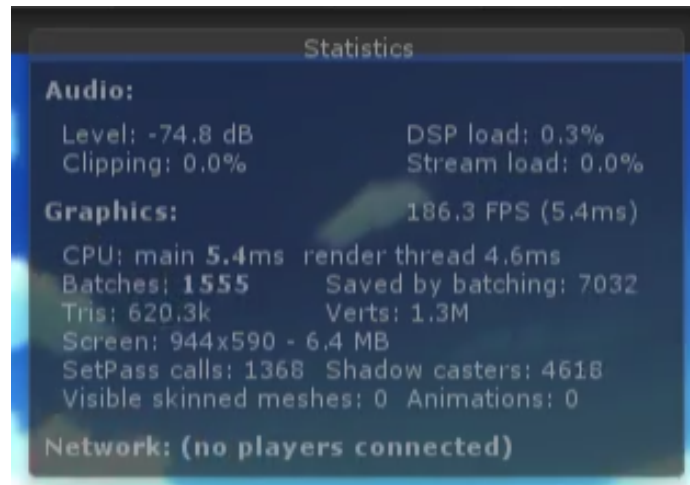 Statistics
Audio:
Level: -74.8 dB DSP load: 0.3%
Clipping: 0.0% Stream load: 0.0%
Graphics: 186.3 FPS (5.4ms)
CPU: main 5.4ms render thread 4.6ms
Batches: 1555 Saved by batching: 7032
Tris: 620.3k Verts: 1.3M
Screen: 944x590 - 6.4 MB
SetPass calls: 1368 Shadow casters: 4618
Visible skinned meshes: 0 Animations: 0
Network: (no players connected)